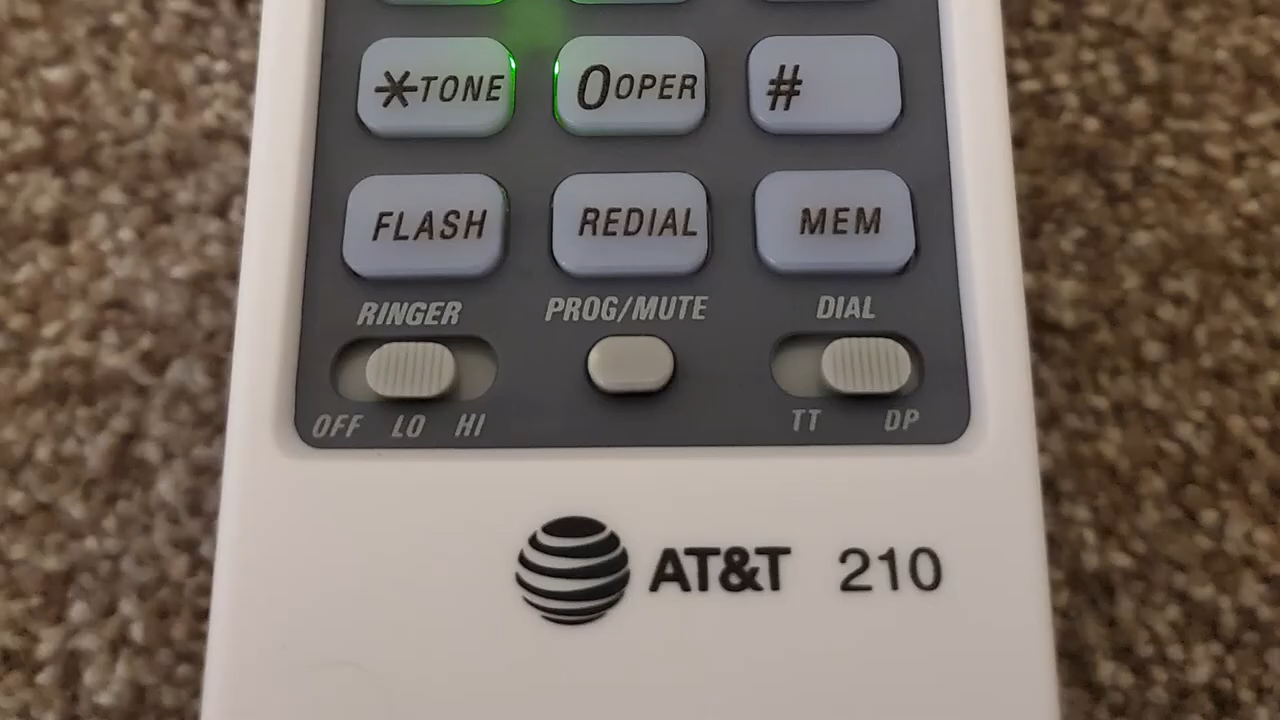 *TONE 0OPER #
FLASH REDIAL MEM
RINGER PROG/MUTE DIAL
OFF LO HI TT DP
AT&T 210